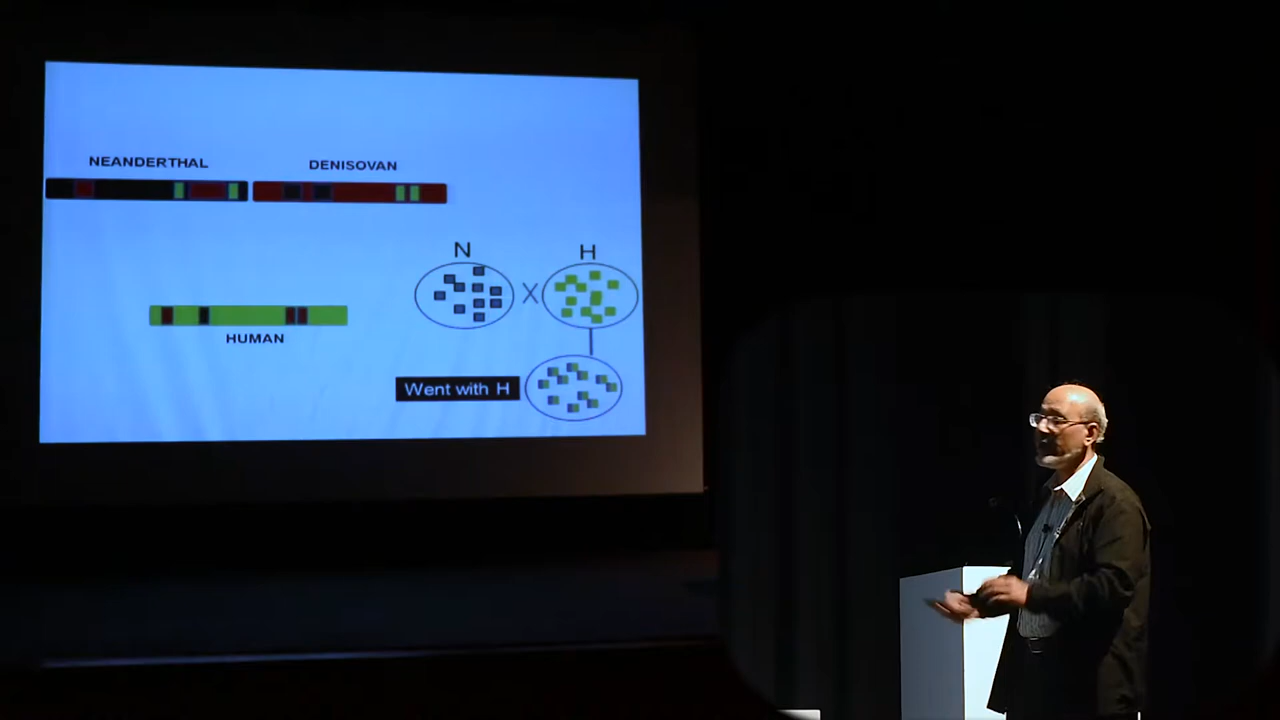 NEANDERTHAL
DENISOVAN
N
H
X
HUMAN
Went with H